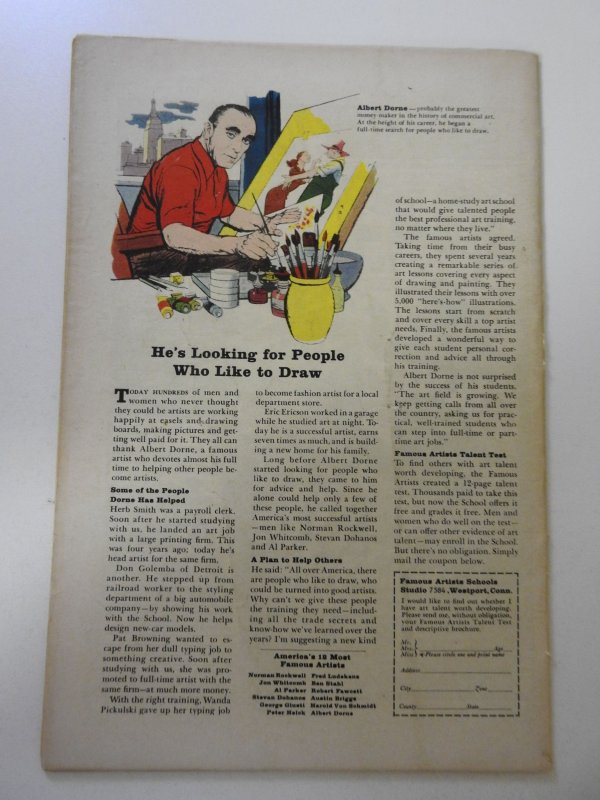 Albert Dorne — probably the greatest
money maker in the history of commercial art.
At the height of his career, he began a
full-time search for people who like to draw.
He's Looking for People
Who Like to Draw
TODAY HUNDREDS of men and
women who never thought
they could be artists are working
happily at easels and drawing
boards, making pictures and get-
ting well paid for it. They all can
thank Albert Dorne, a famous
artist who devotes almost his full
time to helping other people be-
come artists.
Some of the People
Dorne Has Helped
Herb Smith was a payroll clerk.
Soon after he started studying
with us, he landed an art job
with a large printing firm. This
was four years ago; today he's
head artist for the same firm.
Don Golemba of Detroit is
another. He stepped up from
railroad worker to the styling
department of a big automobile
company—by showing his work
with the School. Now he helps
design new-car models.
Pat Browning wanted to es-
cape from her dull typing job to
something creative. Soon after
studying with us, she was pro-
moted to full-time artist with the
same firm—at much more money.
With the right training, Wanda
Pickulski gave up her typing job
to become fashion artist for a local
department store.
Eric Ericson worked in a garage
while he studied art at night. To-
day he is a successful artist, earns
seven times as much, and is build-
ing a new home for his family.
Long before Albert Dorne
started looking for people who
like to draw, they came to him
for advice and help. Since he
alone could help only a few of
these people, he called together
America's most successful artists
—men like Norman Rockwell,
Jon Whitcomb, Stevan Dohanos
and Al Parker.
A Plan to Help Others
He said: "All over America, there
are people who like to draw, who
could be turned into good artists.
Why can't we give these people
the training they need—includ-
ing all the trade secrets and
know-how we've learned over the
years? I'm suggesting a new kind
America's 12 Most
Famous Artists
Norman Rockwell Fred Ludekens
Jon Whitcomb Ben Stahl
Al Parker Robert Fawcett
Stevan Dohanos Austin Briggs
George Giusti Harold Von Schmidt
Peter Helck Albert Dorne
of school—a home-study art school
that would give talented people
the best professional art training,
no matter where they live."
The famous artists agreed.
Taking time from their busy
careers, they spent several years
creating a remarkable series of
art lessons covering every aspect
of drawing and painting. They
illustrated their lessons with over
5,000 "here's-how" illustrations.
The lessons start from scratch
and cover every skill a top artist
needs. Finally, the famous artists
developed a wonderful way to
give each student personal cor-
rection and advice all through
his training.
Albert Dorne is not surprised
by the success of his students.
"The art field is growing. We
keep getting calls from all over
the country, asking us for prac-
tical, well-trained students who
can step into full-time or part-
time art jobs."
Famous Artists Talent Test
To find others with art talent
worth developing, the Famous
Artists created a 12-page talent
test. Thousands paid to take this
test, but now the School offers it
free and grades it free. Men and
women who do well on the test—
or can offer other evidence of art
talent—may enroll in the School.
But there's no obligation. Simply
mail the coupon below.
Famous Artists Schools
Studio 7384, Westport, Conn.
I would like to find out whether I
have art talent worth developing.
Please send me, without obligation,
your Famous Artists Talent Test
and descriptive brochure.
Mr.
Mrs. Age
Miss Please circle one and print name
Address
City Zone
County State